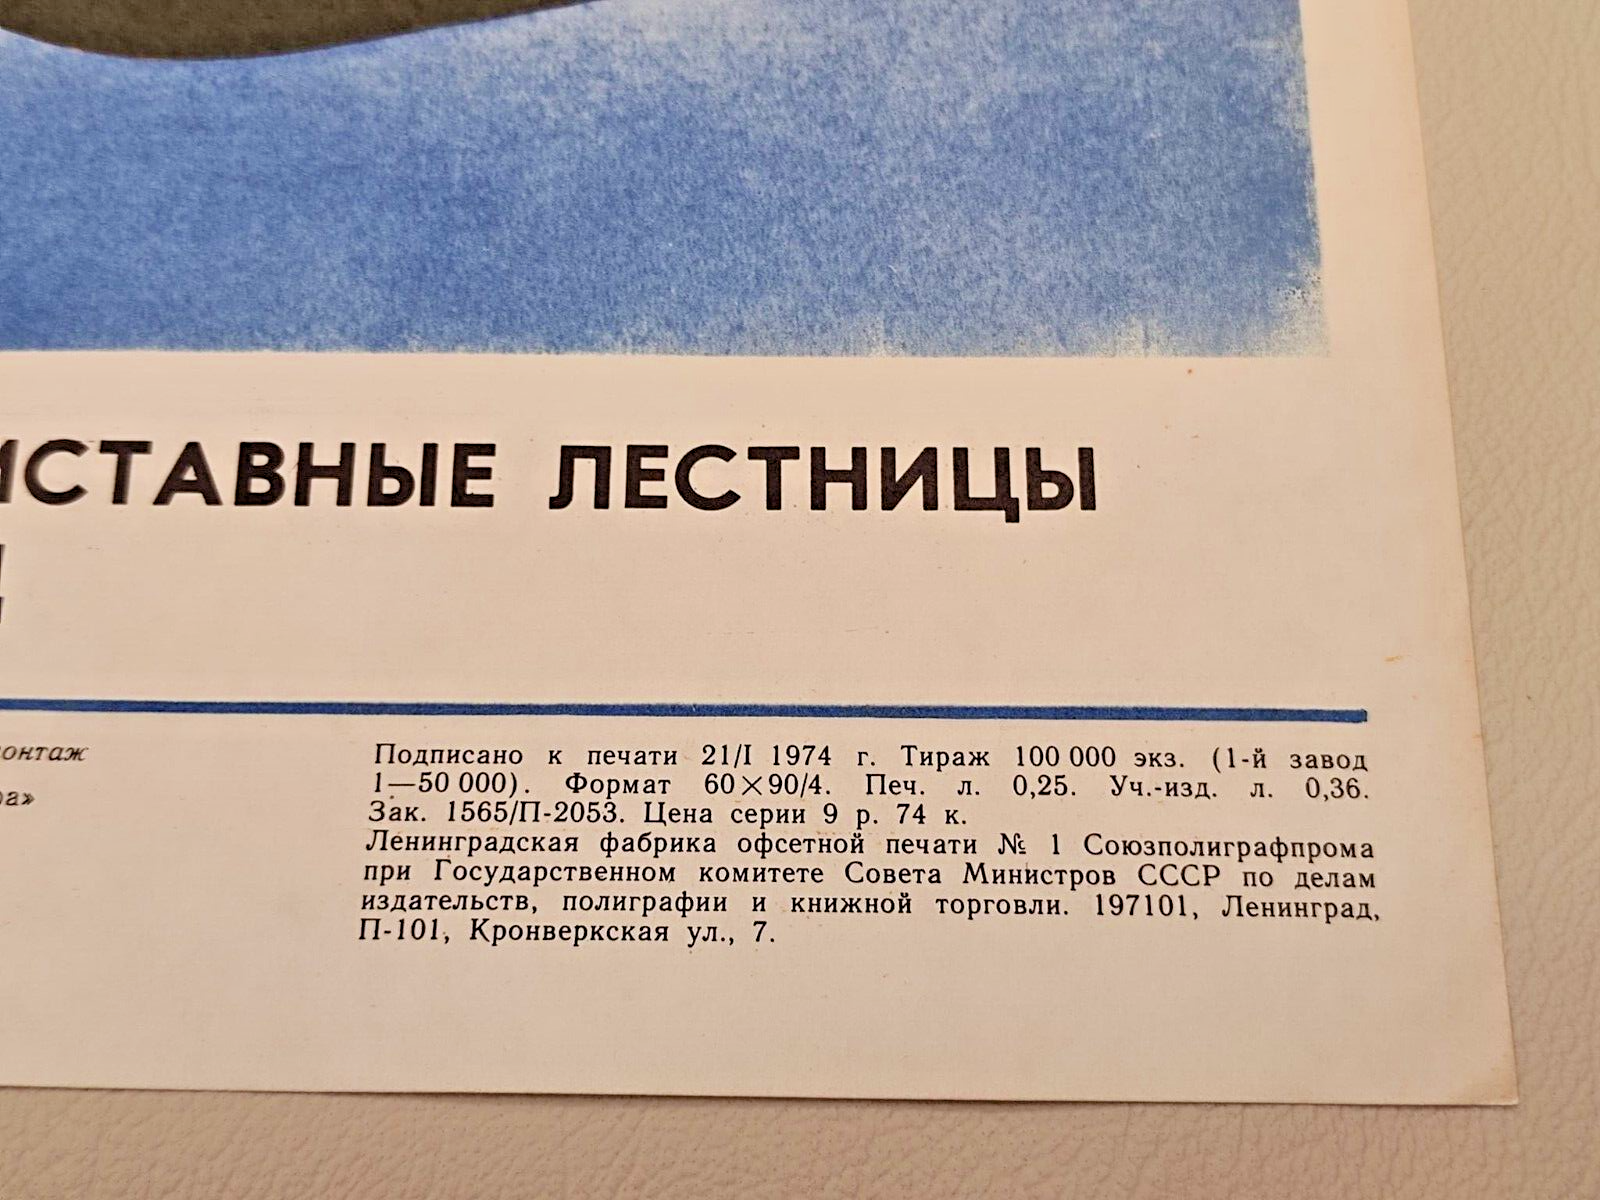 ИСТАВНЫЕ ЛЕСТНИЦЫ
онтаж
а»
Подписано к печати 21/I 1974 г. Тираж 100 000 экз. (1-й завод
1—50 000). Формат 60×90/4. Печ. л. 0,25. Уч.-изд. л. 0,36.
Зак. 1565/П-2053. Цена серии 9 р. 74 к.
Ленинградская фабрика офсетной печати № 1 Союзполиграфпрома
при Государственном комитете Совета Министров СССР по делам
издательств, полиграфии и книжной торговли. 197101, Ленинград,
П-101, Кронверкская ул., 7.